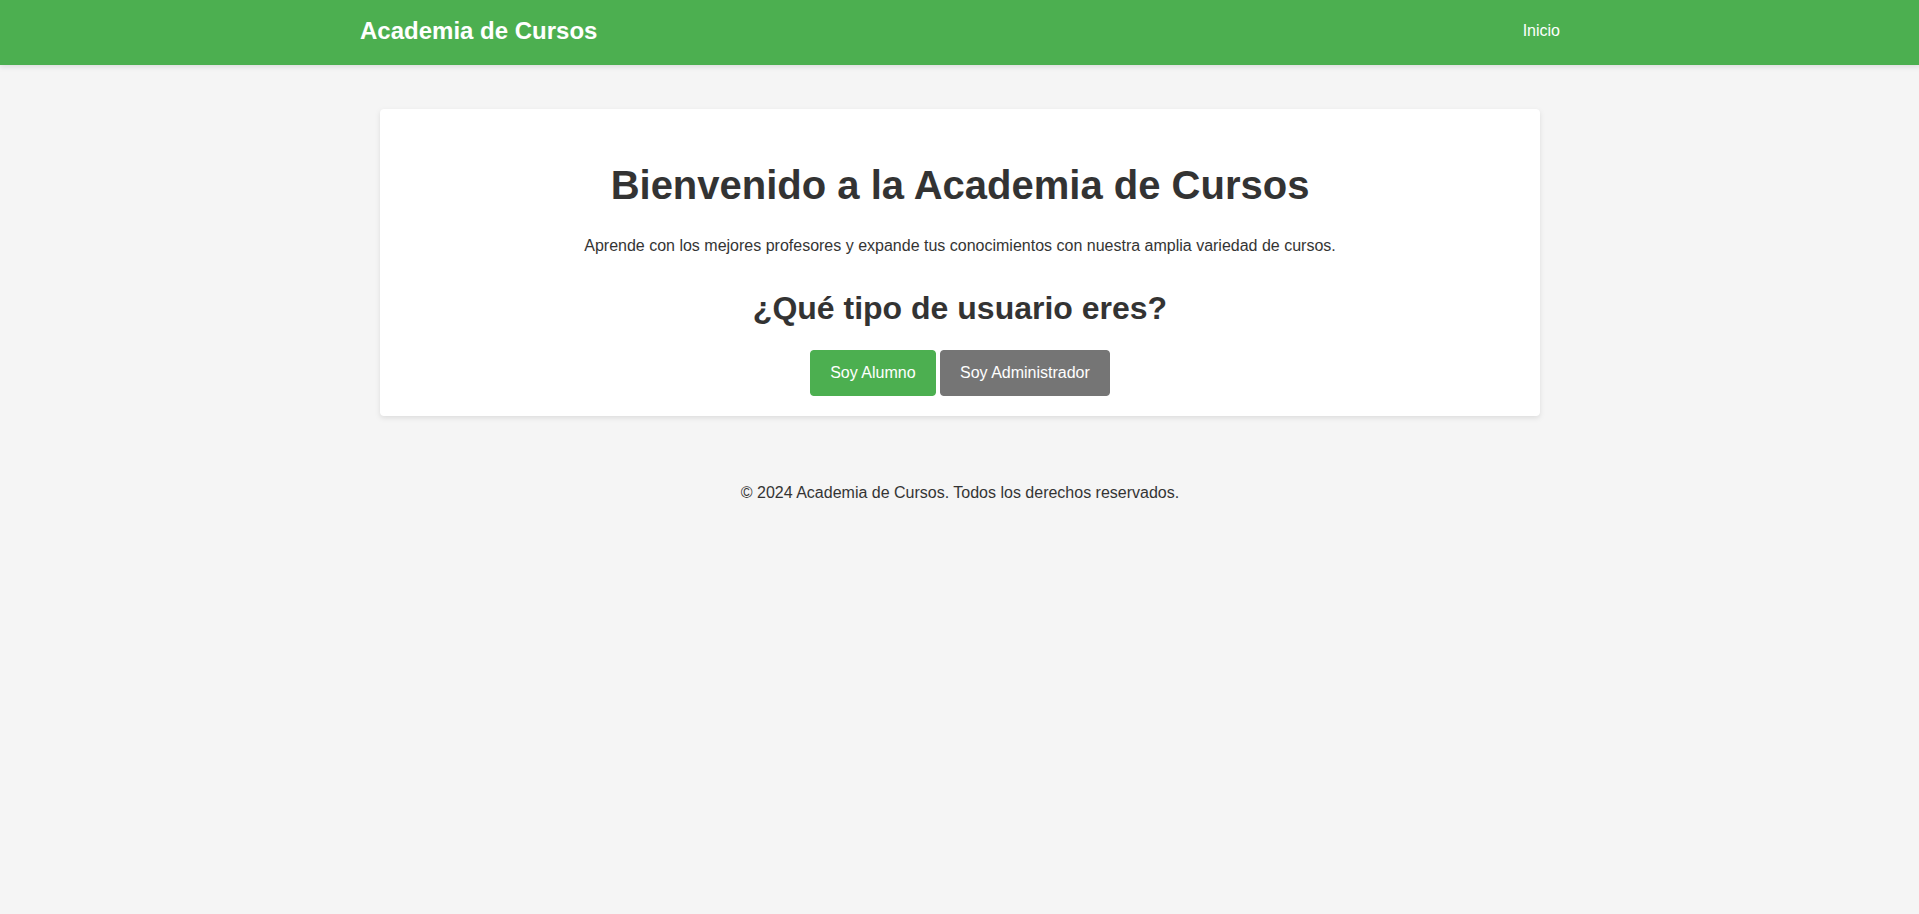 Academia de Cursos
Inicio
Bienvenido a la Academia de Cursos
Aprende con los mejores profesores y expande tus conocimientos con nuestra amplia variedad de cursos.
¿Qué tipo de usuario eres?
Soy Alumno
Soy Administrador
© 2024 Academia de Cursos. Todos los derechos reservados.